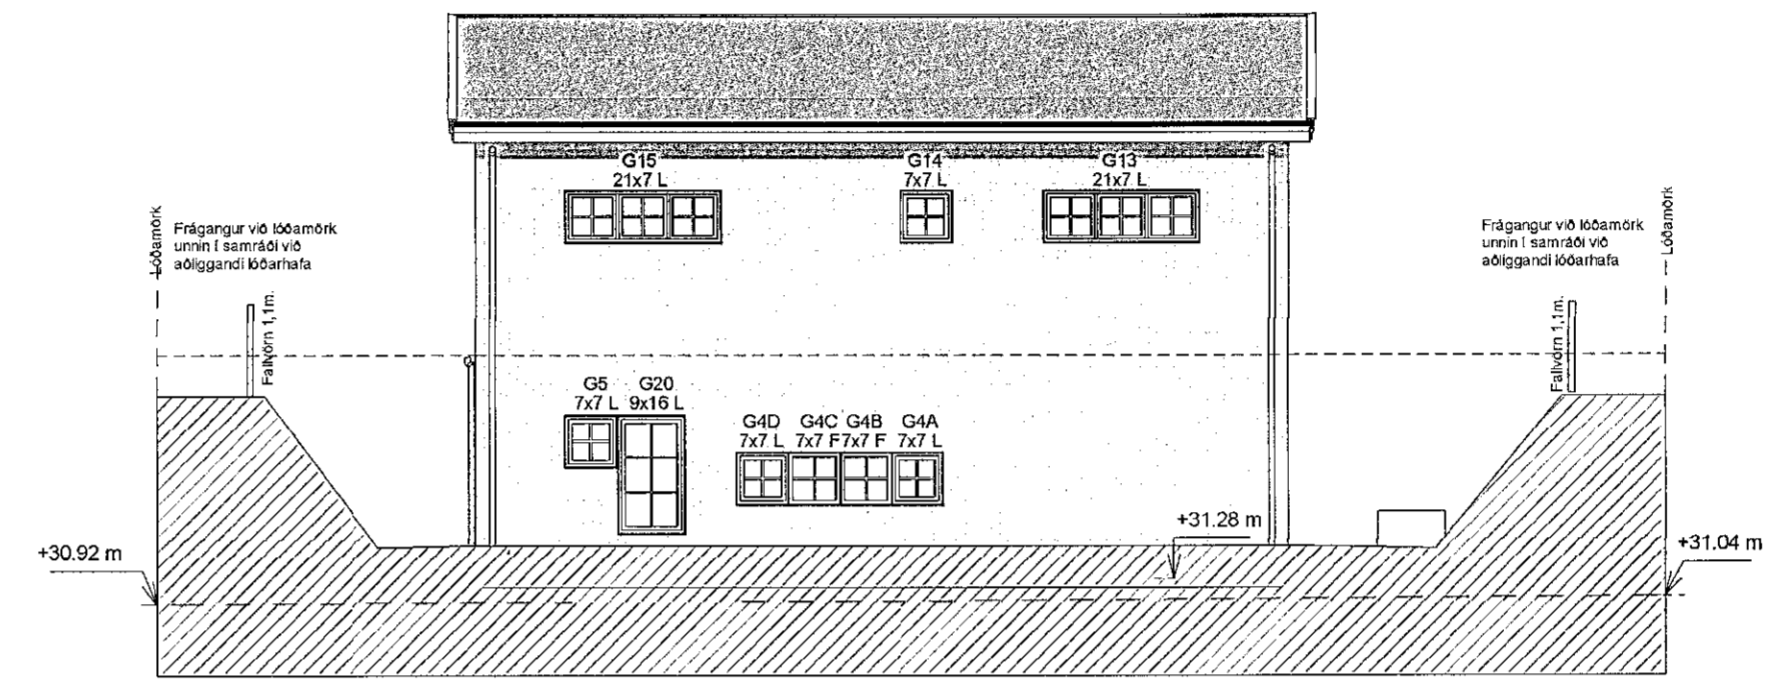 G15
21x7 L
G14
7x7 L
G13
21x7 L
Lóðamörk
Frágangur við lóðamörk
unnin í samráði við
aðliggandi lóðarhafa
Fallvörn 1,1m.
Frágangur við lóðamörk
unnin í samráði við
aðliggandi lóðarhafa
Lóðamörk
Fallvörn 1,1m.
G5 G20
7x7 L 9x16 L
G4D G4C G4B G4A
7x7 L 7x7 F 7x7 F 7x7 L
+31.28 m
+30.92 m
+31.04 m